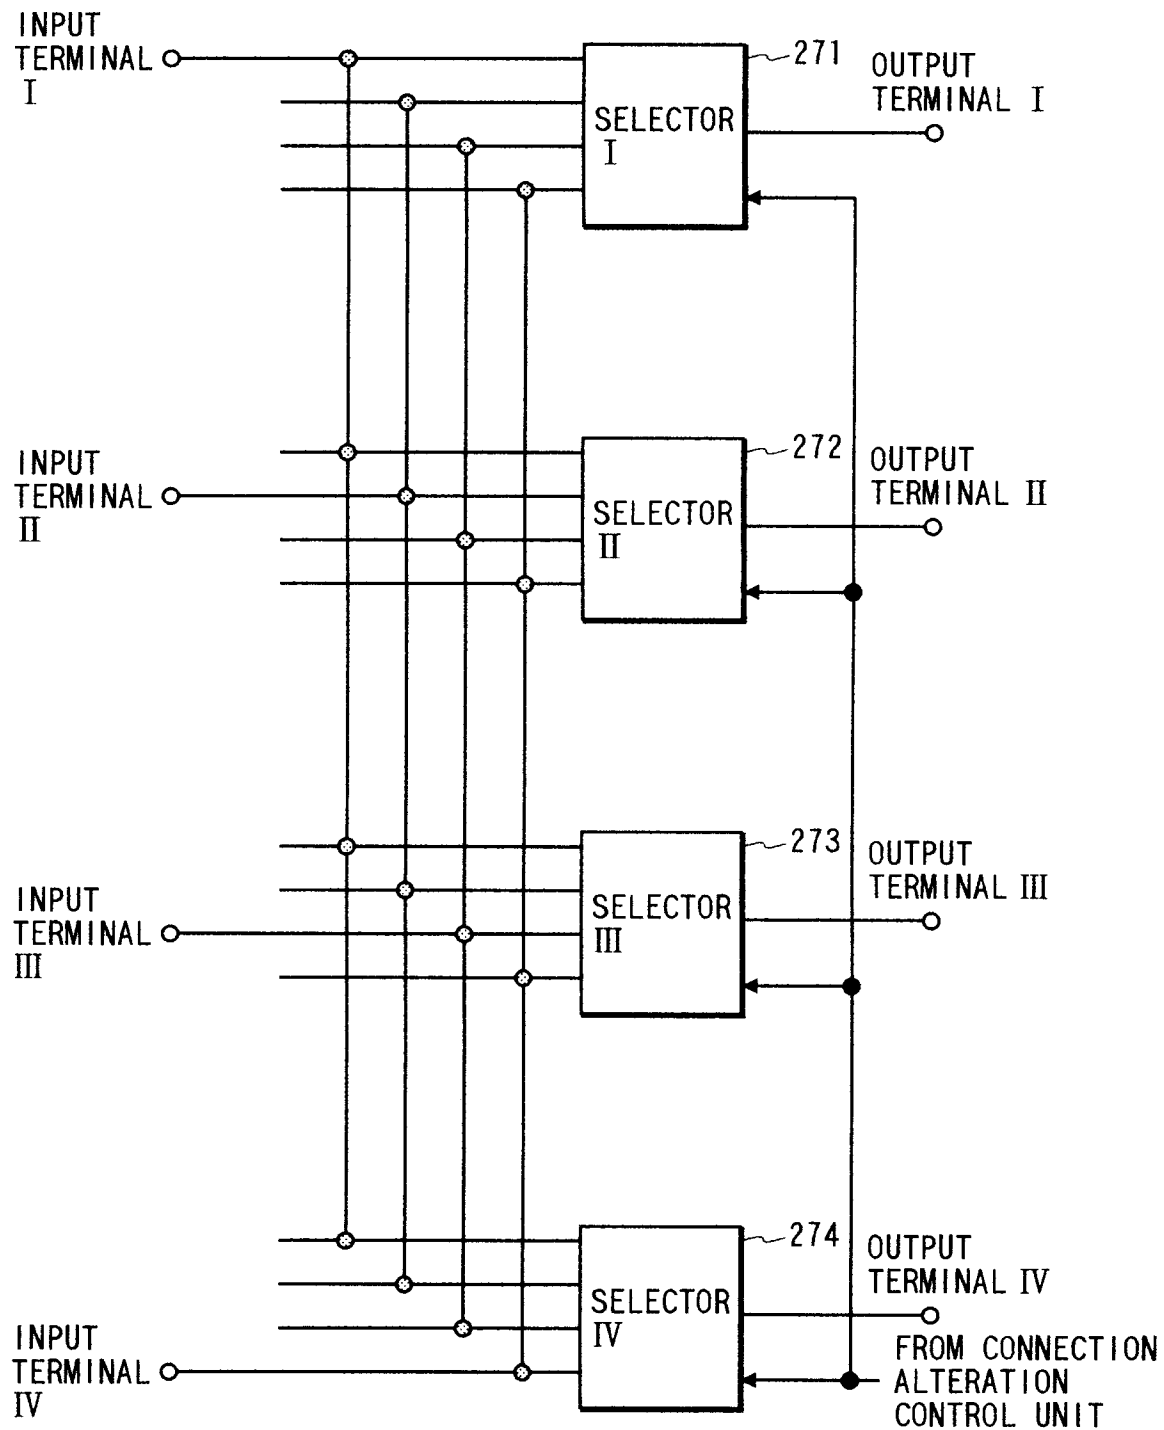 INPUT
TERMINAL
I
SELECTOR
I
271
OUTPUT
TERMINAL I
INPUT
TERMINAL
II
SELECTOR
II
272
OUTPUT
TERMINAL II
INPUT
TERMINAL
III
SELECTOR
III
273
OUTPUT
TERMINAL III
INPUT
TERMINAL
IV
SELECTOR
IV
274
OUTPUT
TERMINAL IV
FROM CONNECTION
ALTERATION
CONTROL UNIT